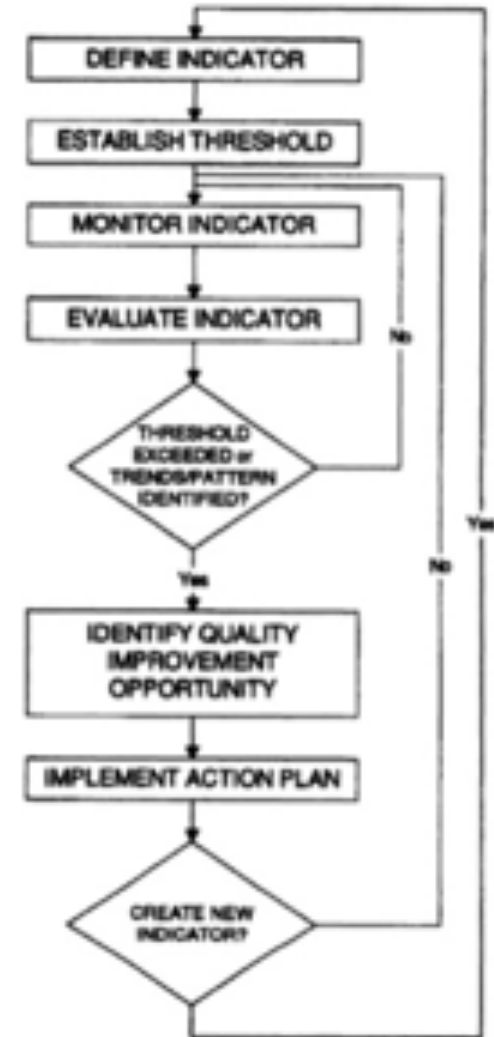 DEFINE INDICATOR
ESTABLISH THRESHOLD
MONITOR INDICATOR
EVALUATE INDICATOR
No
THRESHOLD
EXCEEDED or
TRENDS/PATTERN
IDENTIFIED?
Yes
No
Yes
IDENTIFY QUALITY
IMPROVEMENT
OPPORTUNITY
IMPLEMENT ACTION PLAN
CREATE NEW
INDICATOR?